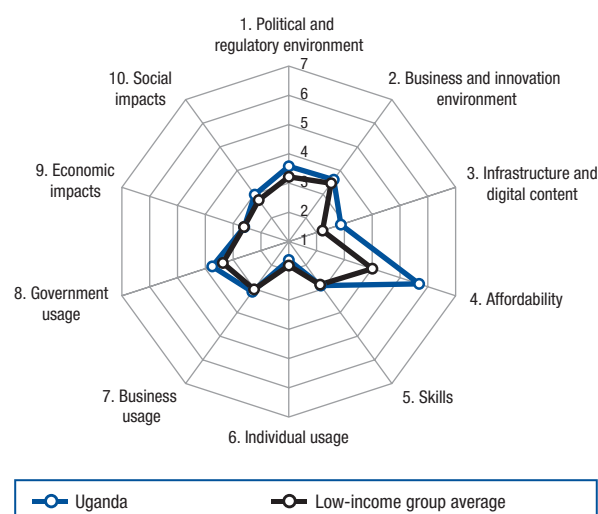 1. Political and
regulatory environment
7
6
5
4
3
2
1
2. Business and innovation
environment
3. Infrastructure and
digital content
4. Affordability
5. Skills
6. Individual usage
7. Business
usage
8. Government
usage
9. Economic
impacts
10. Social
impacts
Uganda
Low-income group average